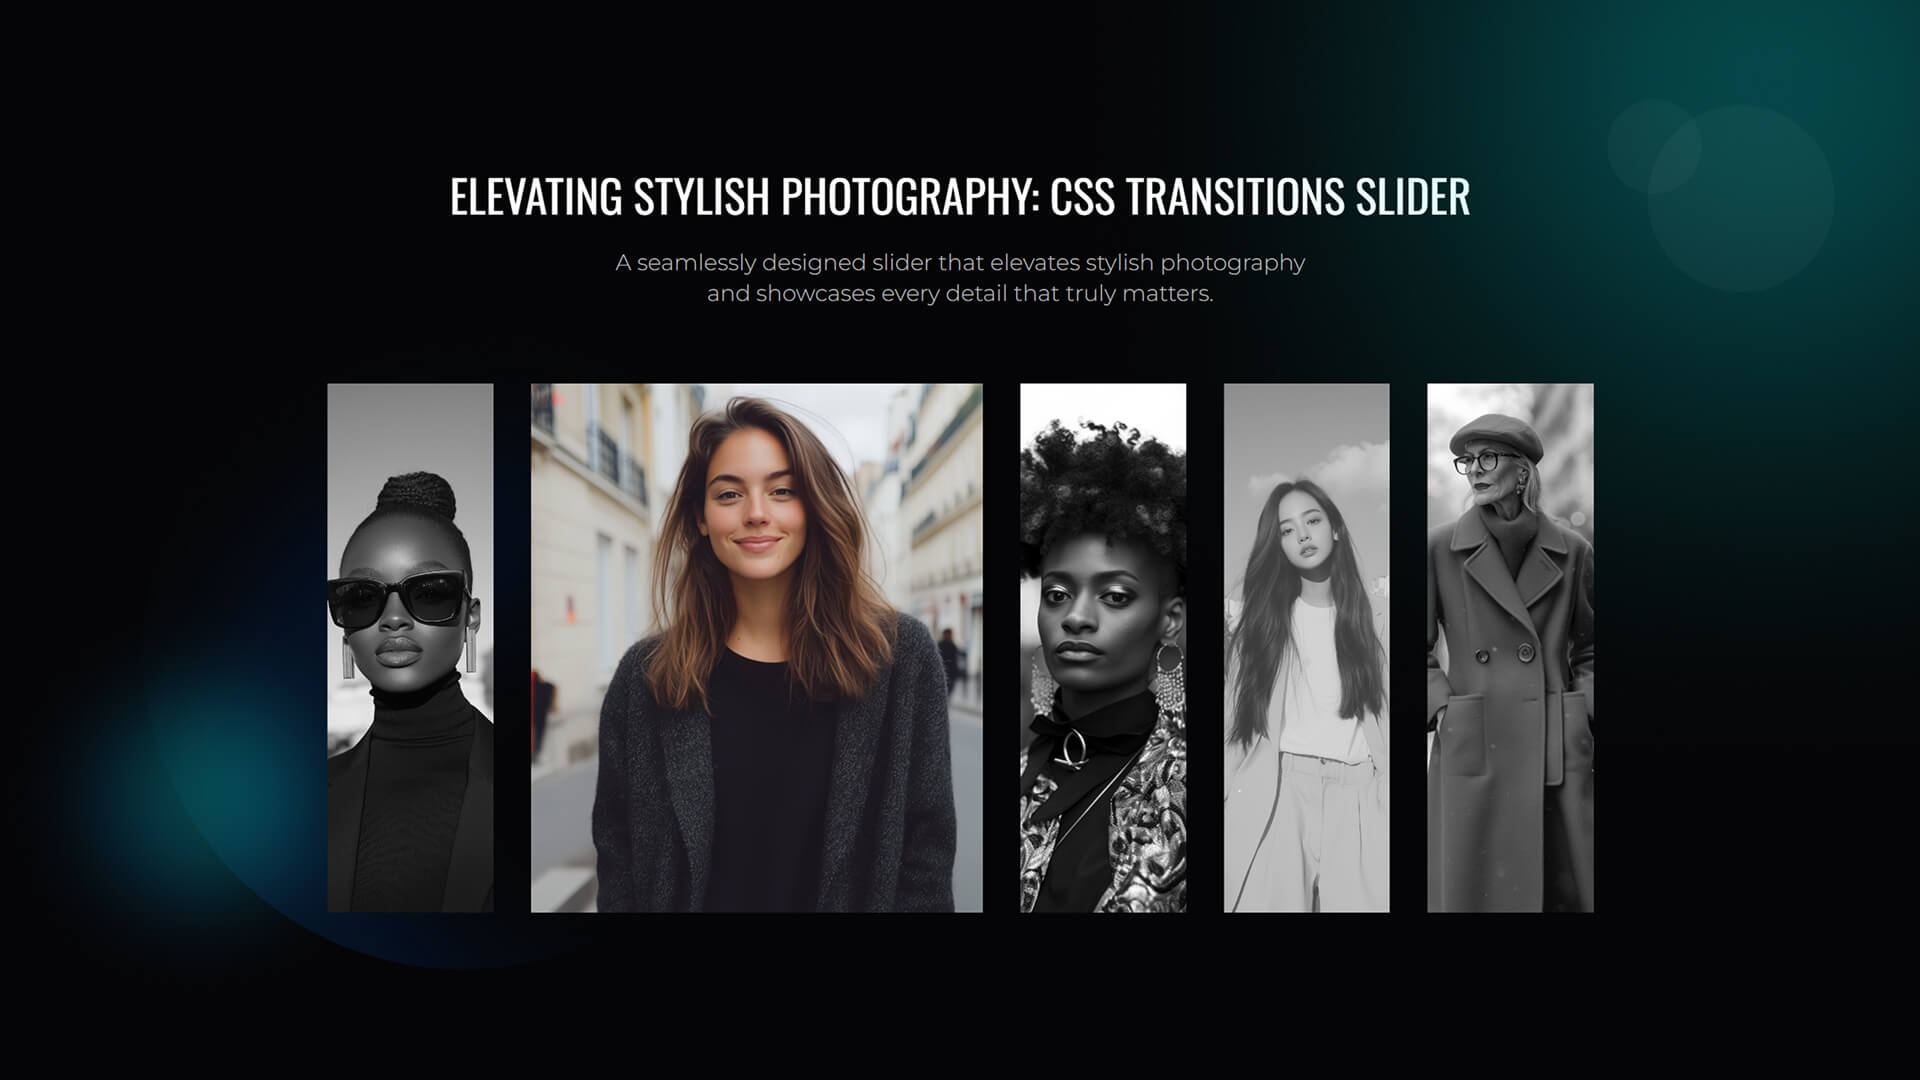 ELEVATING STYLISH PHOTOGRAPHY: CSS TRANSITIONS SLIDER
A seamlessly designed slider that elevates stylish photography
and showcases every detail that truly matters.